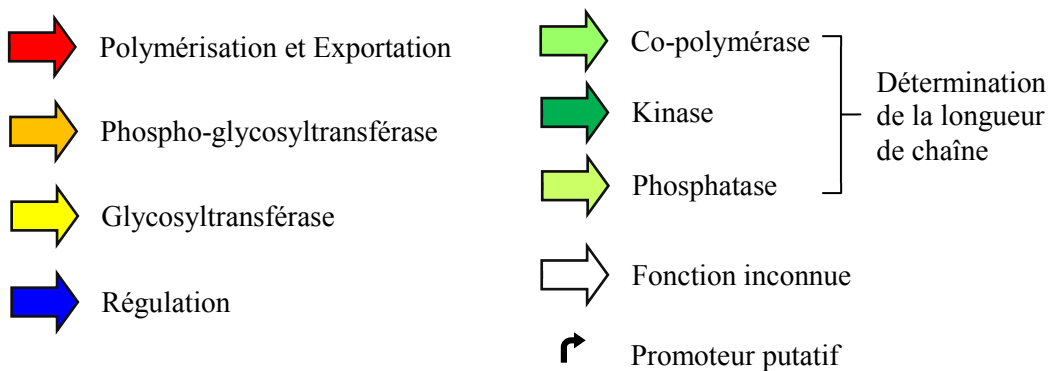 Polymérisation et Exportation
Phospho-glycosyltransférase
Glycosyltransférase
Régulation
Co-polymérase
Kinase
Phosphatase
Détermination
de la longueur
de chaîne
Fonction inconnue
Promoteur putatif